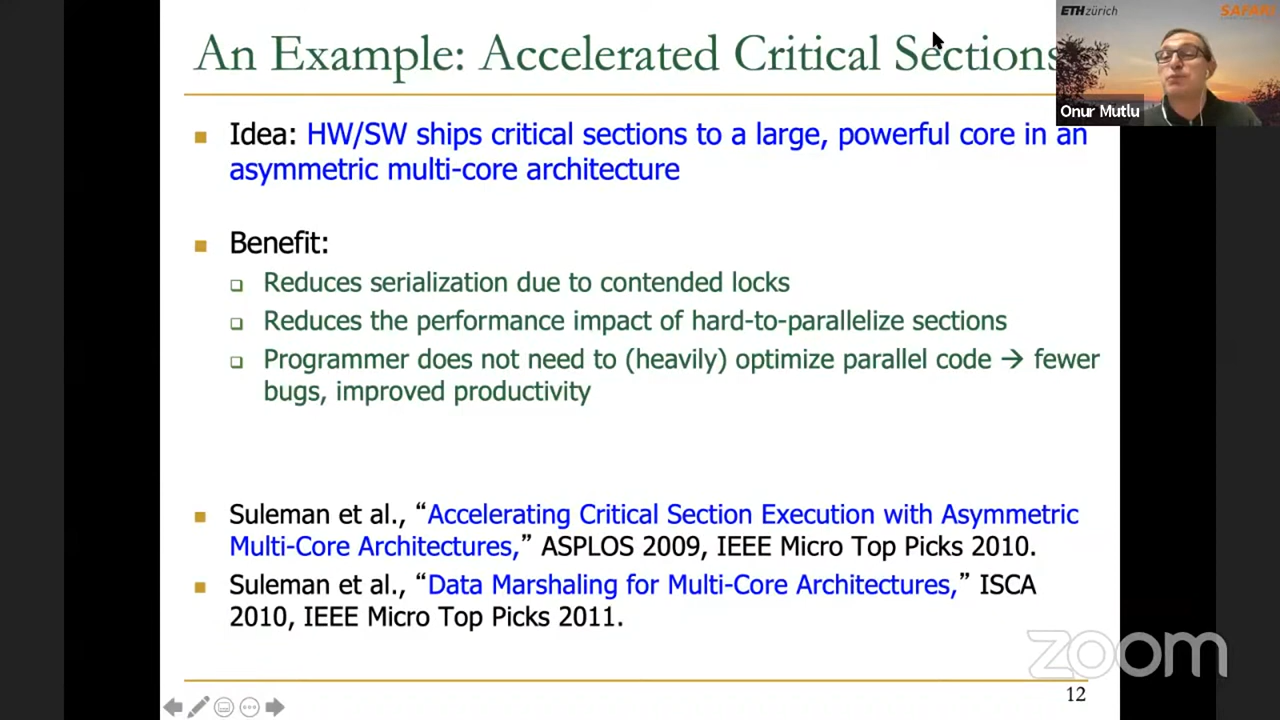 An Example: Accelerated Critical Sections
ETHzürich
SAFARI
Onur Mutlu
Idea: HW/SW ships critical sections to a large, powerful core in an
asymmetric multi-core architecture
Benefit:
Reduces serialization due to contended locks
Reduces the performance impact of hard-to-parallelize sections
Programmer does not need to (heavily) optimize parallel code → fewer
bugs, improved productivity
Suleman et al., “Accelerating Critical Section Execution with Asymmetric
Multi-Core Architectures,” ASPLOS 2009, IEEE Micro Top Picks 2010.
Suleman et al., “Data Marshaling for Multi-Core Architectures,” ISCA
2010, IEEE Micro Top Picks 2011.
zoom
12